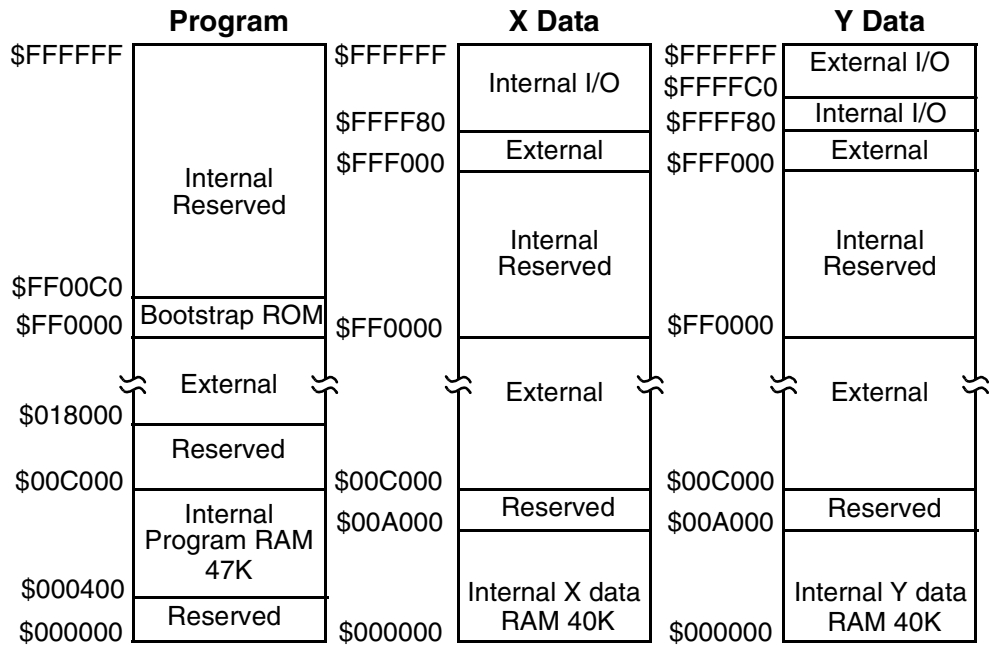 Program
$FFFFFF
Internal
Reserved
$FF00C0
Bootstrap ROM
$FF0000
External
$018000
Reserved
$00C000
Internal
Program RAM
47K
$000400
Reserved
$000000
X Data
$FFFFFF
Internal I/O
$FFFF80
External
$FFF000
Internal
Reserved
$FF0000
External
$00C000
Reserved
$00A000
Internal X data
RAM 40K
$000000
Y Data
$FFFFFF
External I/O
$FFFFC0
Internal I/O
$FFFF80
External
$FFF000
Internal
Reserved
$FF0000
External
$00C000
Reserved
$00A000
Internal Y data
RAM 40K
$000000